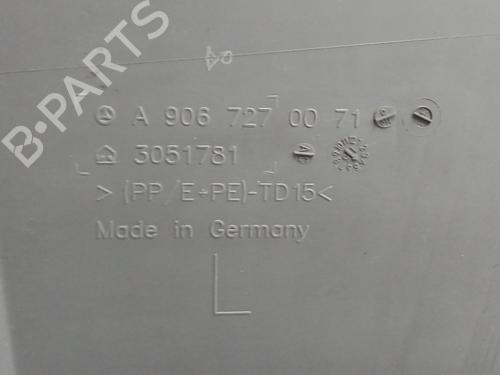 B-PARTS
A 906 727 00 71
3051781
>(PP/E+PE)-TD15<
Made in Germany
L